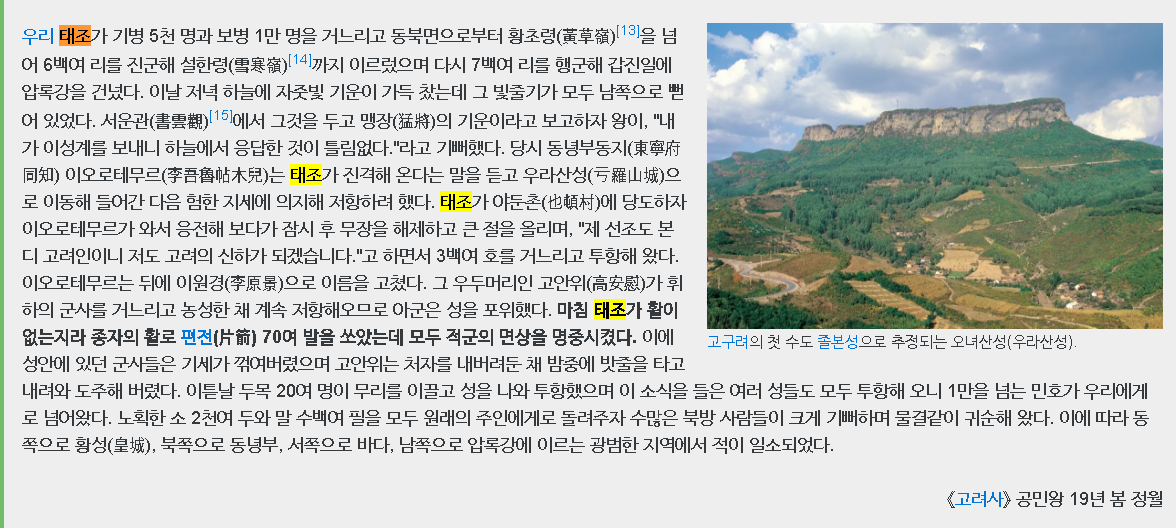 우리 태조가 기병 5천 명과 보병 1만 명을 거느리고 동북면으로부터 황초령(黃草嶺)[13]을 넘
어 6백여 리를 진군해 설한령(雪寒嶺)[14]까지 이르렀으며 다시 7백여 리를 행군해 갑진일에
압록강을 건넜다. 이날 저녁 하늘에 자줏빛 기운이 가득 찼는데 그 빛줄기가 모두 남쪽으로 뻗
어 있었다. 서운관(書雲觀)[15]에서 그것을 두고 맹장(猛將)의 기운이라고 보고하자 왕이, "내
가 이성계를 보내니 하늘에서 응답한 것이 틀림없다."라고 기뻐했다. 당시 동녕부동지(東寧府
同知) 이오로테무르(李吾魯帖木兒)는 태조가 진격해 온다는 말을 듣고 우라산성(亏羅山城)으
로 이동해 들어간 다음 험한 지세에 의지해 저항하려 했다. 태조가 야둔촌(也頓村)에 당도하자
이오로테무르가 와서 응전해 보다가 잠시 후 무장을 해제하고 큰 절을 올리며, "제 선조도 본
디 고려인이니 저도 고려의 신하가 되겠습니다."고 하면서 3백여 호를 거느리고 투항해 왔다.
이오로테무르는 뒤에 이원경(李原景)으로 이름을 고쳤다. 그 우두머리인 고안위(高安慰)가 휘
하의 군사를 거느리고 농성한 채 계속 저항해오므로 아군은 성을 포위했다. 마침 태조가 활이
없는지라 종자의 활로 편전(片箭) 70여 발을 쏘았는데 모두 적군의 면상을 명중시켰다. 이에
성안에 있던 군사들은 기세가 꺾여버렸으며 고안위는 처자를 내버려둔 채 밤중에 밧줄을 타고
내려와 도주해 버렸다. 이튿날 두목 20여 명이 무리를 이끌고 성을 나와 투항했으며 이 소식을 들은 여러 성들도 모두 투항해 오니 1만을 넘는 민호가 우리에게
로 넘어왔다. 노획한 소 2천여 두와 말 수백여 필을 모두 원래의 주인에게로 돌려주자 수많은 북방 사람들이 크게 기뻐하며 물결같이 귀순해 왔다. 이에 따라 동
쪽으로 황성(皇城), 북쪽으로 동녕부, 서쪽으로 바다, 남쪽으로 압록강에 이르는 광범한 지역에서 적이 일소되었다.
고구려의 첫 수도 졸본성으로 추정되는 오녀산성(우라산성).
《고려사》 공민왕 19년 봄 정월